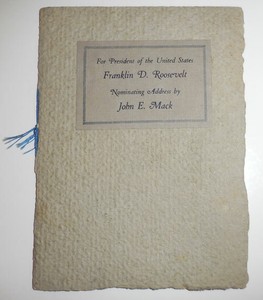 For President of the United States
Franklin D. Roosevelt
Nominating Address by
John E. Mack